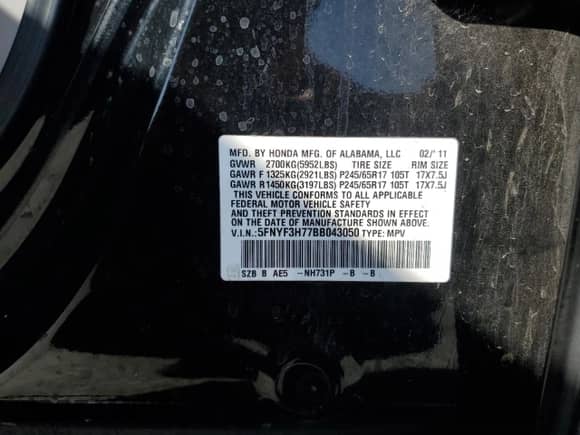 MFD. BY HONDA MFG. OF ALABAMA, LLC 02/'11
GVWR 2700KG(5952LBS) TIRE SIZE RIM SIZE
GAWR F 1325KG(2921LBS) P245/65R17 105T 17X7.5J
GAWR R 1450KG(3197LBS) P245/65R17 105T 17X7.5J
THIS VEHICLE CONFORMS TO ALL APPLICABLE
FEDERAL MOTOR VEHICLE SAFETY
AND THEFT PREVENTION STANDARDS IN EFFECT
ON THE DATE OF MANUFACTURE SHOWN ABOVE.
V.I.N.: 5FNYF3H77BB043050 TYPE: MPV
SZB B AE5 -NH731P -B -B